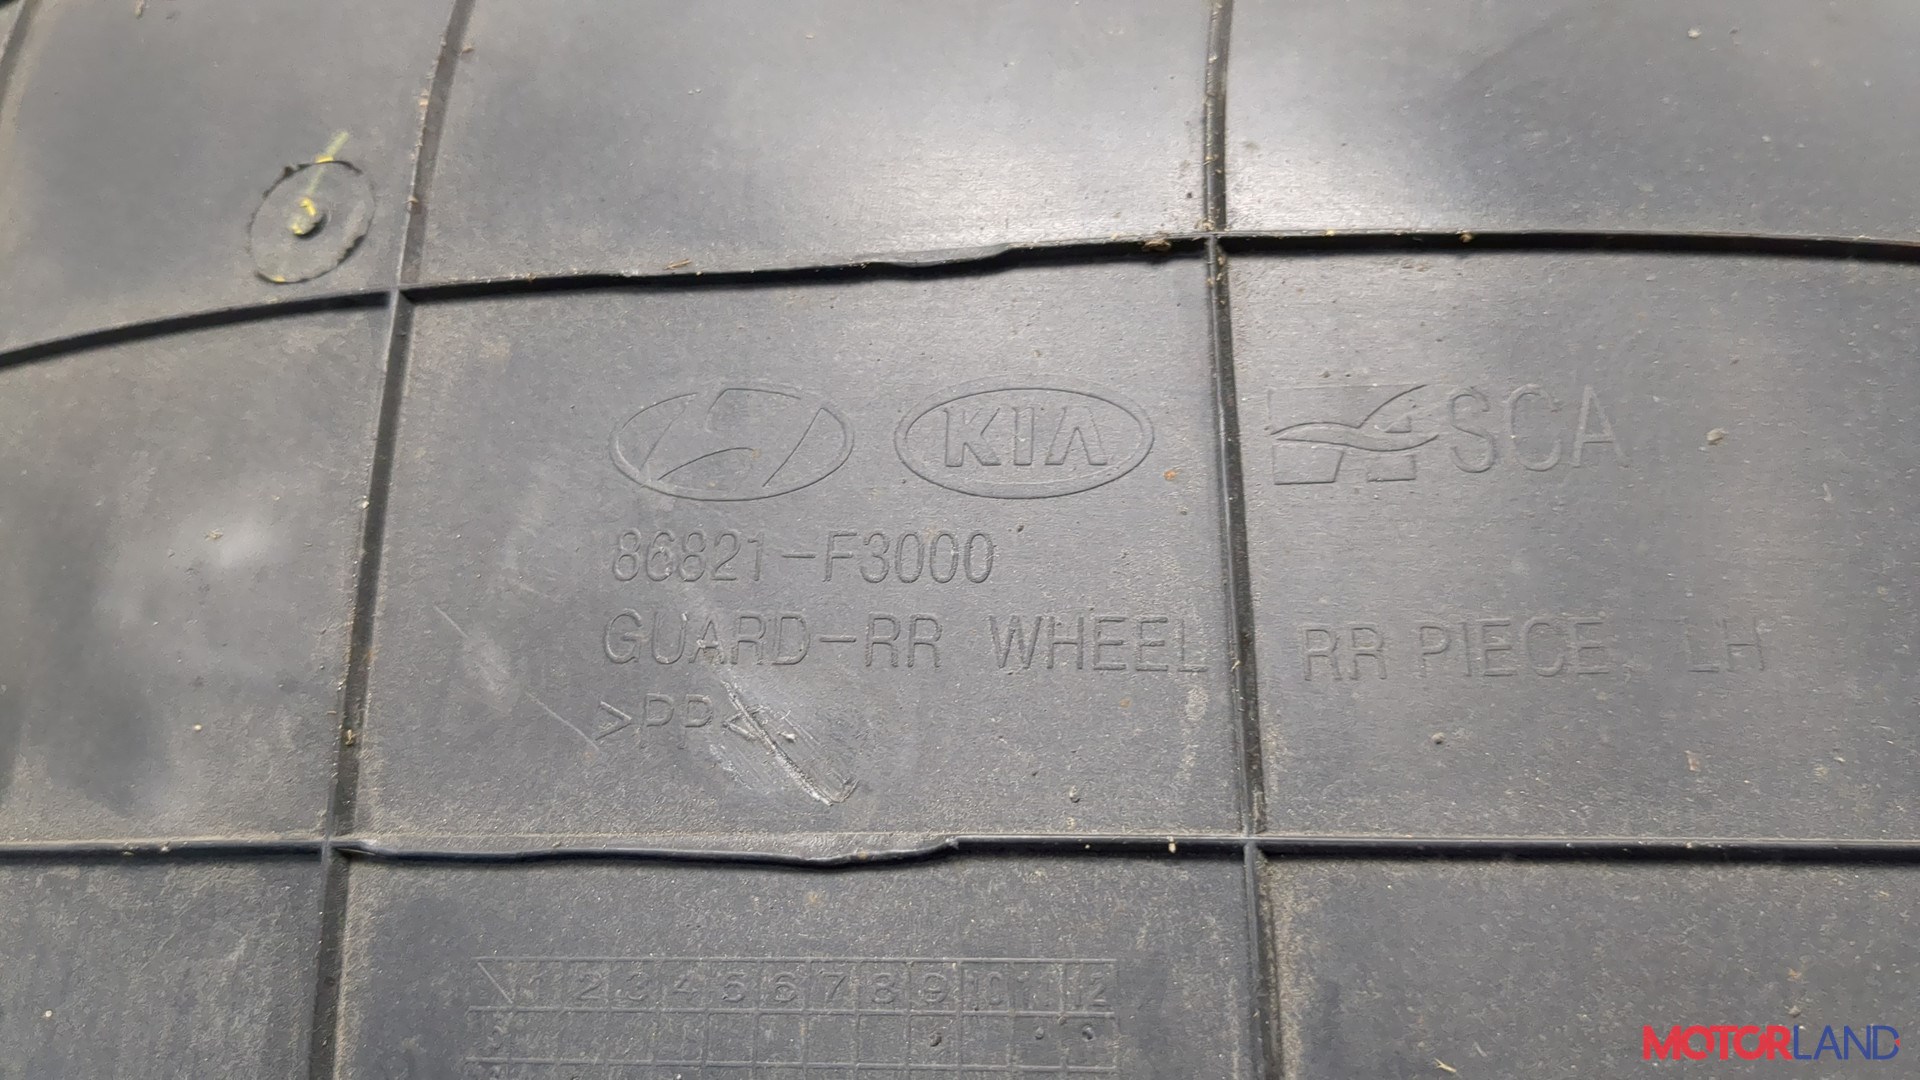 KIA SCA
86821-F3000
GUARD-RR WHEEL RR PIECE, LH
>PP<
1 2 3 4 5 6 7 8 9 10 11 12
MOTORLAND